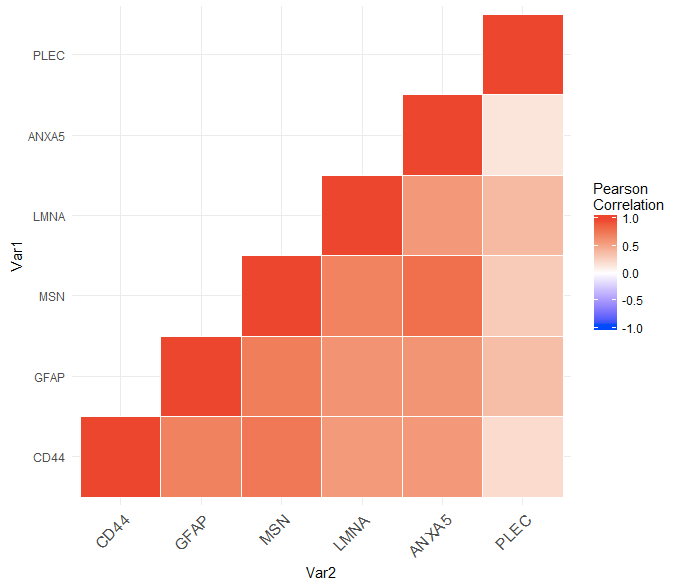 PLEC
ANXA5
LMNA
MSN
GFAP
CD44
Var1
CD44
GFAP
MSN
LMNA
ANXA5
PLEC
Var2
Pearson
Correlation
1.0
0.5
0.0
-0.5
-1.0